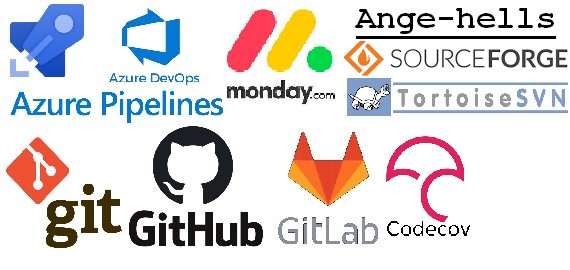 Ange-hells
Azure DevOps
SOURCEFORGE
Azure Pipelines
monday.com
TortoiseSVN
git
GitHub
GitLab
Codecov